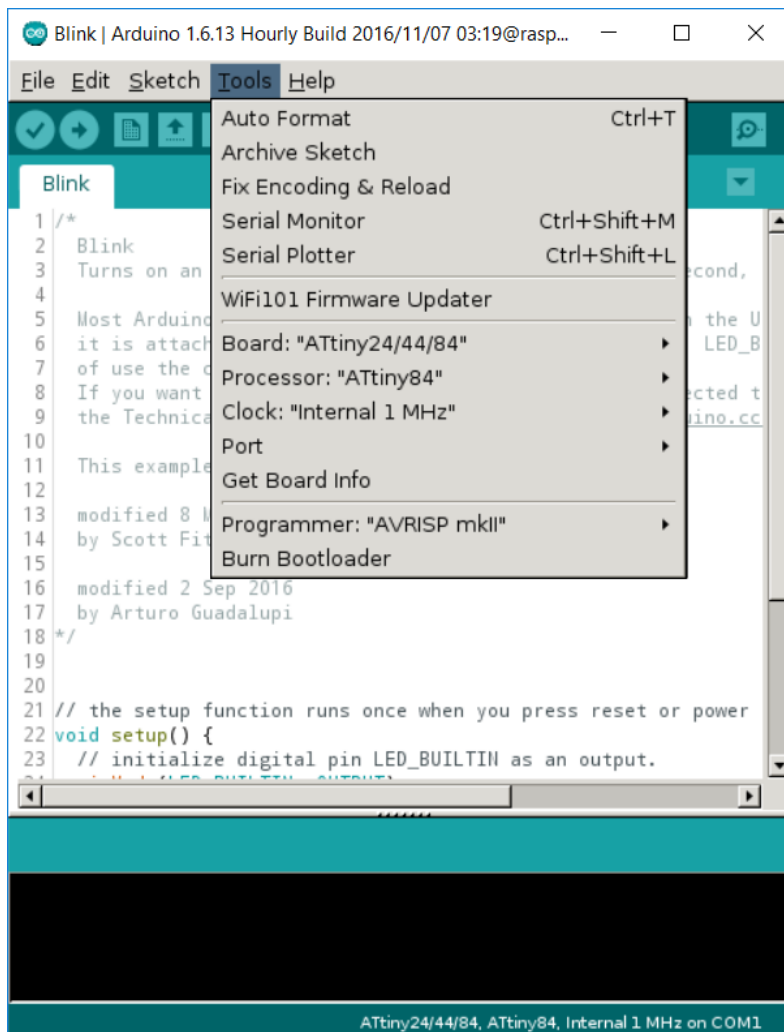 Blink | Arduino 1.6.13 Hourly Build 2016/11/07 03:19@rasp...
File Edit Sketch Tools Help
Auto Format Ctrl+T
Archive Sketch
Fix Encoding & Reload
Serial Monitor Ctrl+Shift+M
Serial Plotter Ctrl+Shift+L
WiFi101 Firmware Updater
Board: "ATtiny24/44/84"
Processor: "ATtiny84"
Clock: "Internal 1 MHz"
Port
Get Board Info
Programmer: "AVRISP mkII"
Burn Bootloader
Blink
1 /*
2 Blink
3 Turns on an econd,
4
5 Most Arduino the U
6 it is attach LED_B
7 of use the
8 If you want ected t
9 the Technica uino.cc
10
11 This example
12
13 modified 8
14 by Scott Fit
15
16 modified 2 Sep 2016
17 by Arturo Guadalupi
18 */
19
20
21 // the setup function runs once when you press reset or power
22 void setup() {
23 // initialize digital pin LED_BUILTIN as an output.
ATtiny24/44/84, ATtiny84, Internal 1 MHz on COM1